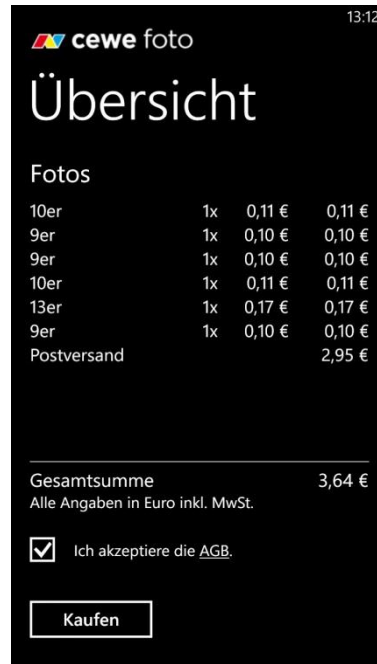 13:12
cewe foto
Übersicht
Fotos
10er 1x 0,11 € 0,11 €
9er 1x 0,10 € 0,10 €
9er 1x 0,10 € 0,10 €
10er 1x 0,11 € 0,11 €
13er 1x 0,17 € 0,17 €
9er 1x 0,10 € 0,10 €
Postversand 2,95 €
Gesamtsumme 3,64 €
Alle Angaben in Euro inkl. MwSt.
Ich akzeptiere die AGB.
Kaufen